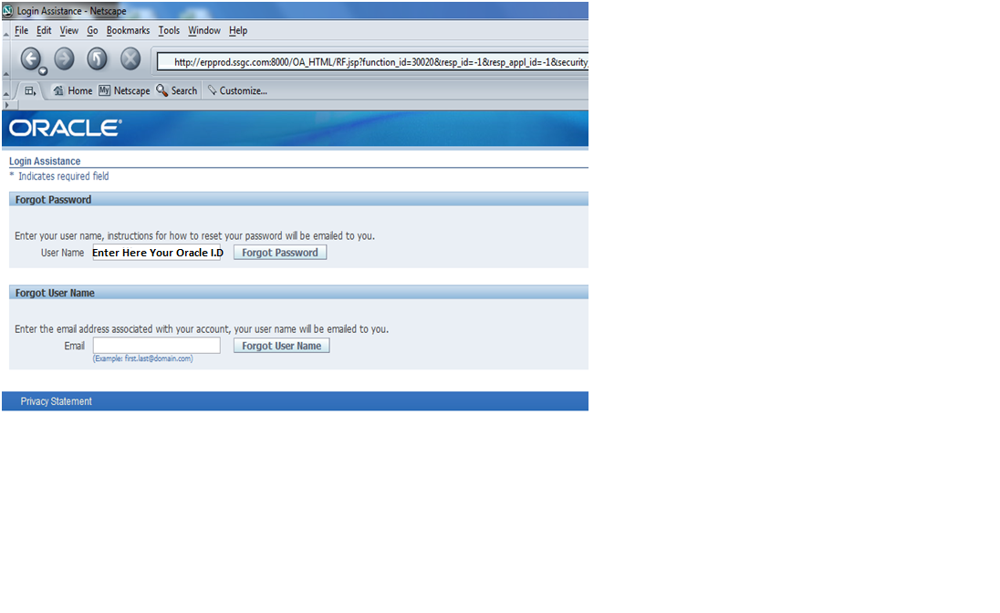 Login Assistance - Netscape
File Edit View Go Bookmarks Tools Window Help
http://erpprod.ssgc.com:8000/OA_HTML/RF.jsp?function_id=30020&resp_id=-1&resp_appl_id=-1&security_
Home My Netscape Search Customize...
ORACLE®
Login Assistance
* Indicates required field
Forgot Password
Enter your user name, instructions for how to reset your password will be emailed to you.
User Name Enter Here Your Oracle I.D Forgot Password
Forgot User Name
Enter the email address associated with your account, your user name will be emailed to you.
Email Forgot User Name
(Example: first.last@domain.com)
Privacy Statement